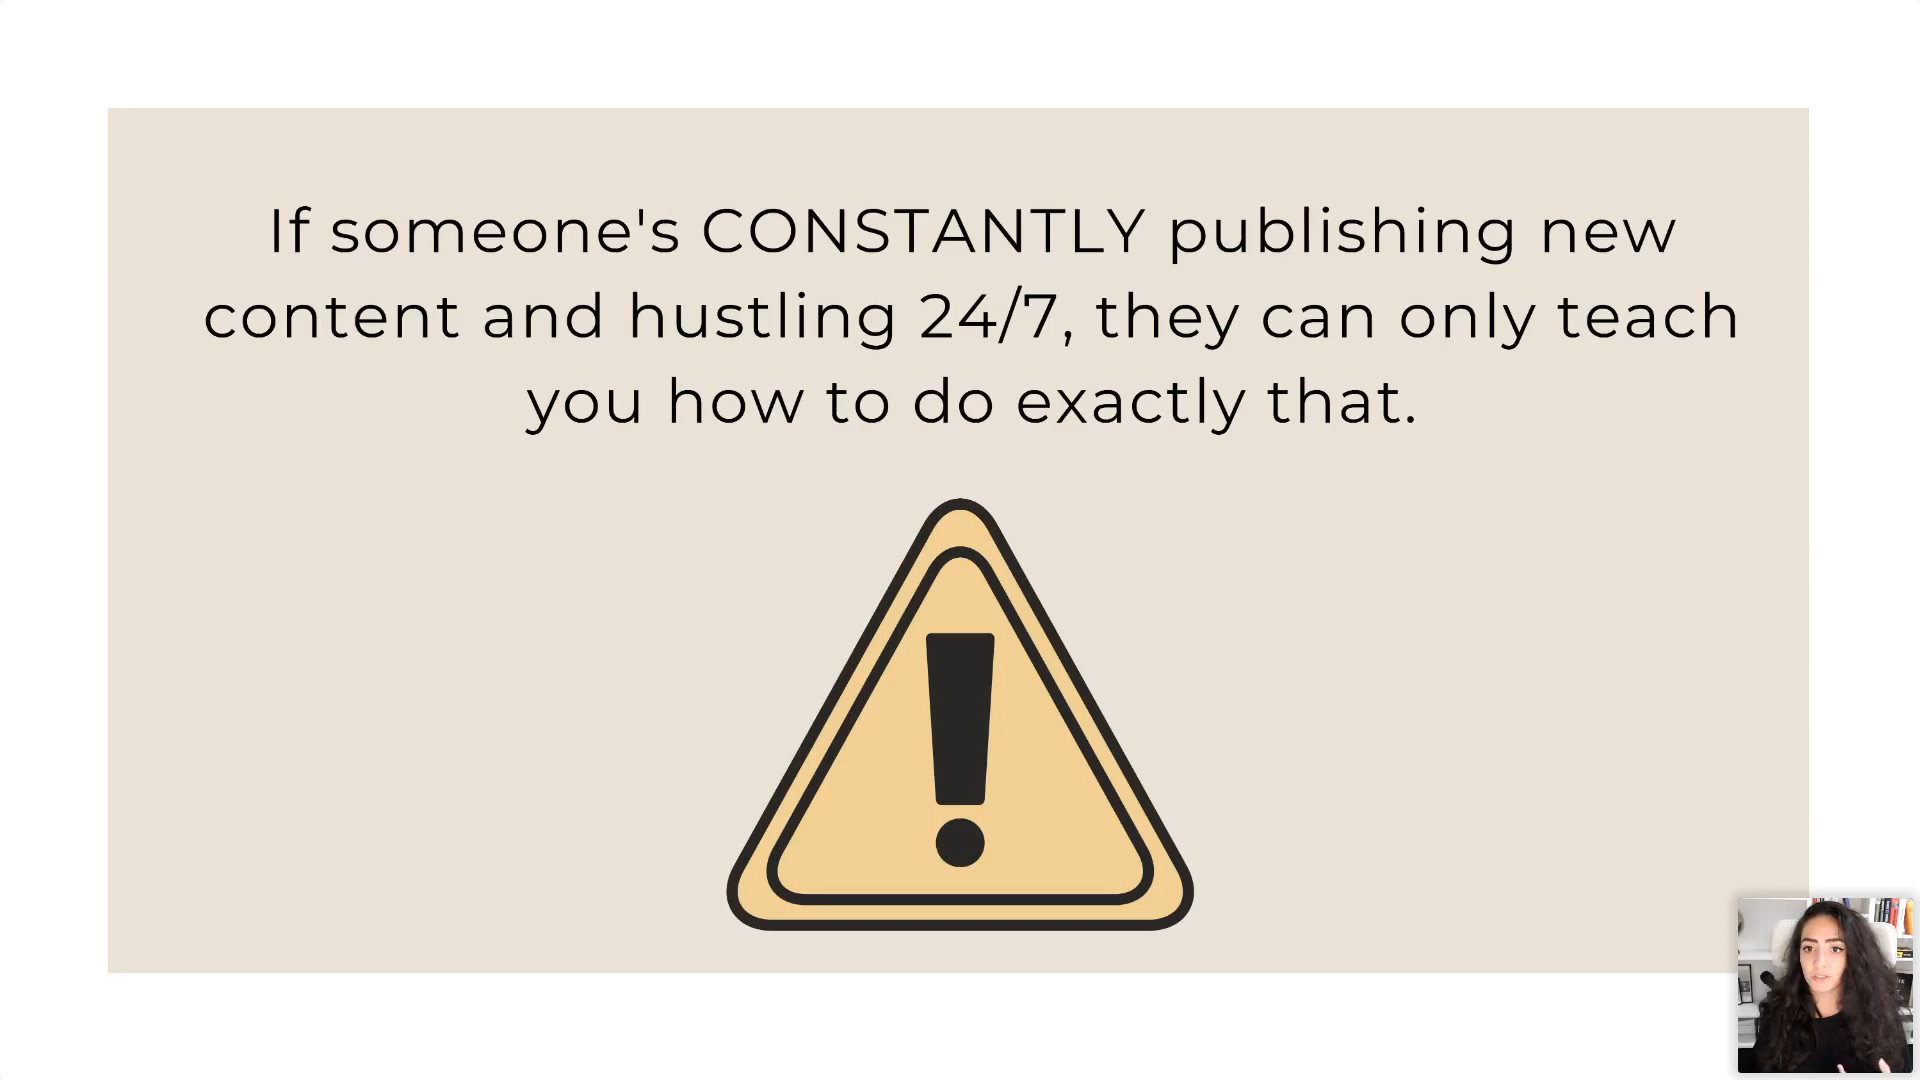 If someone's CONSTANTLY publishing new
content and hustling 24/7, they can only teach
you how to do exactly that.